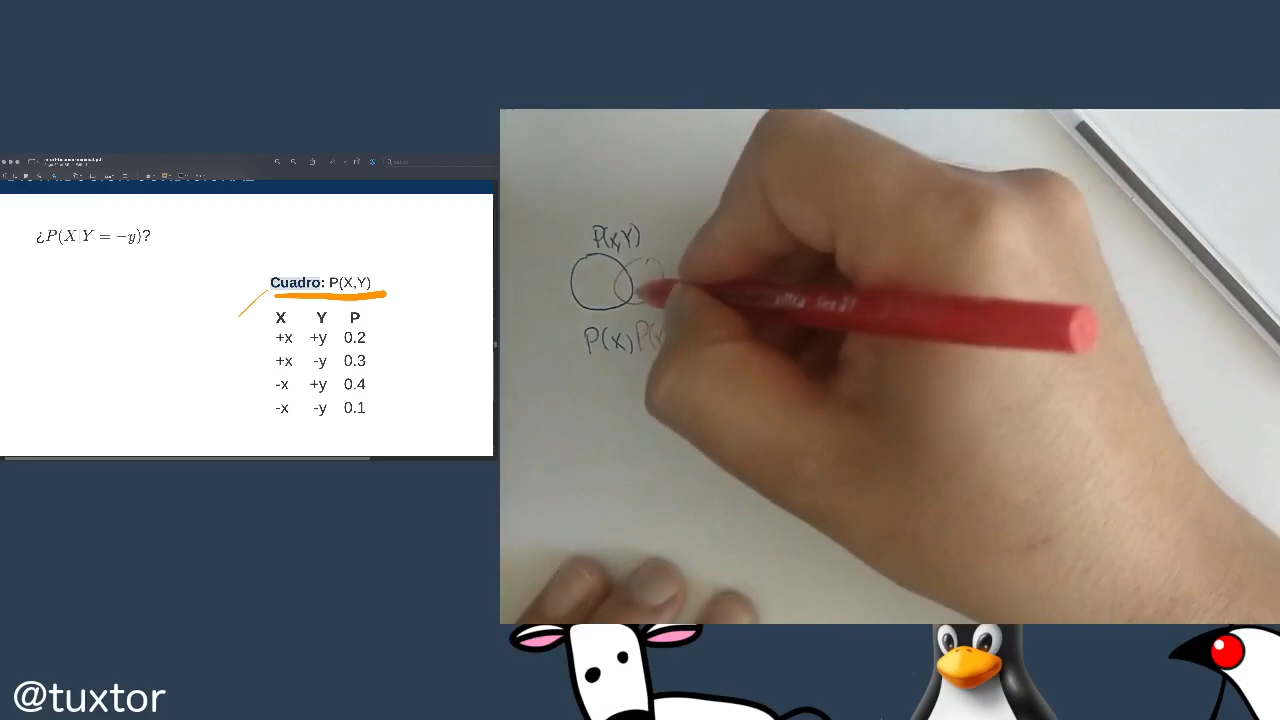 ¿P(X|Y = −y)?
Cuadro: P(X,Y)
X Y P
+x +y 0.2
+x -y 0.3
-x +y 0.4
-x -y 0.1
P(X,Y)
P(X)
@tuxtor